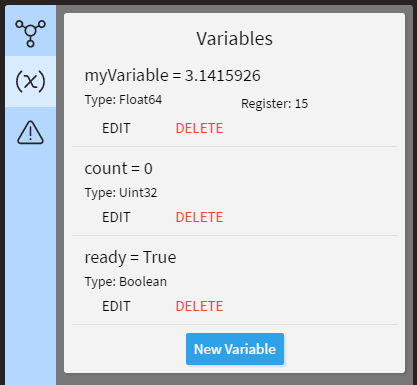 Variables
(x)
myVariable = 3.1415926
Type: Float64 Register: 15
EDIT DELETE
count = 0
Type: Uint32
EDIT DELETE
ready = True
Type: Boolean
EDIT DELETE
New Variable